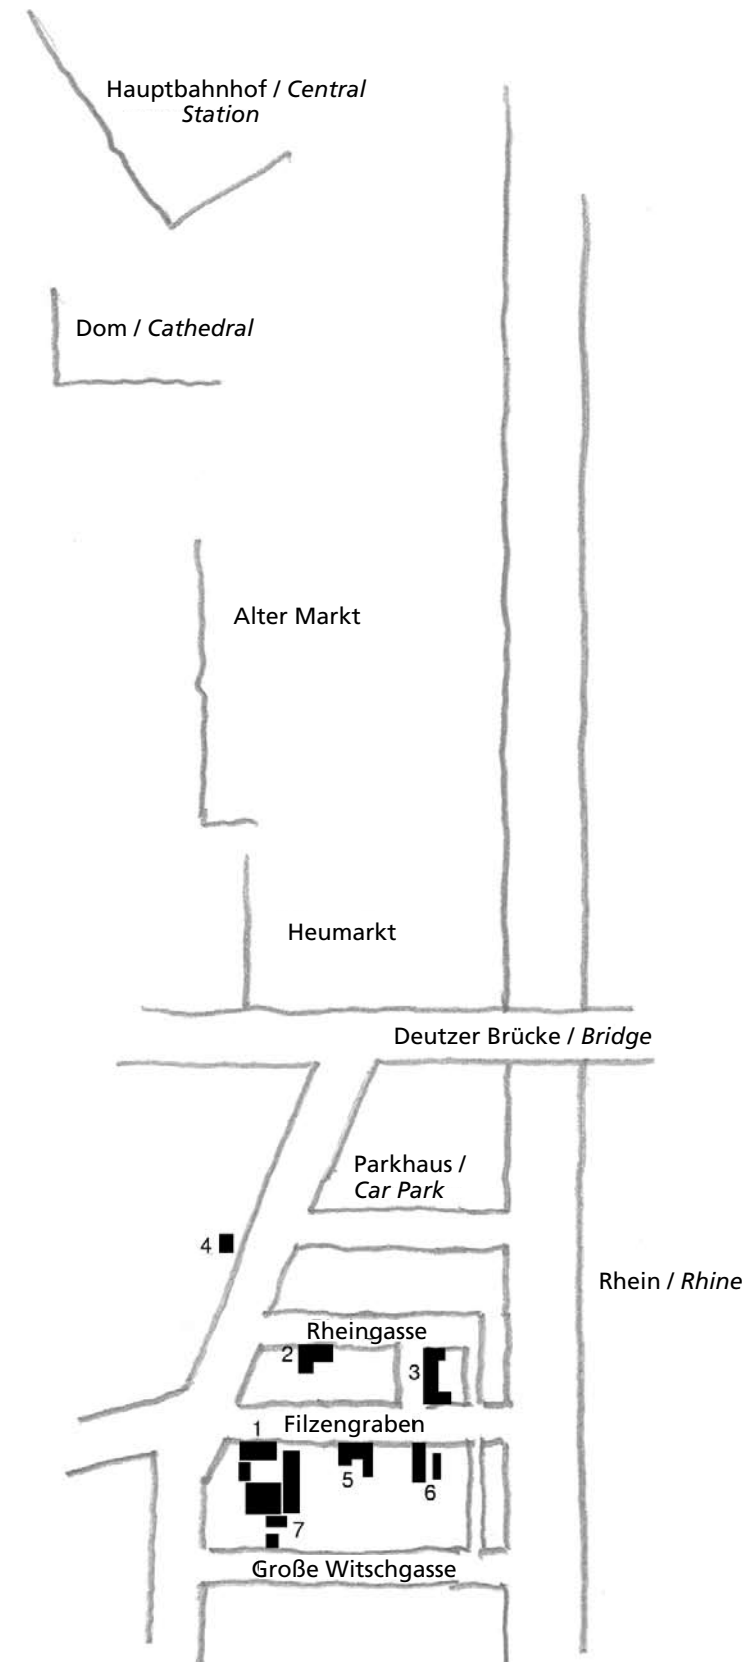 Hauptbahnhof / Central
Station
Dom / Cathedral
Alter Markt
Heumarkt
Deutzer Brücke / Bridge
Parkhaus /
Car Park
4
Rhein / Rhine
Rheingasse
2
3
Filzengraben
1
5
6
7
Große Witschgasse